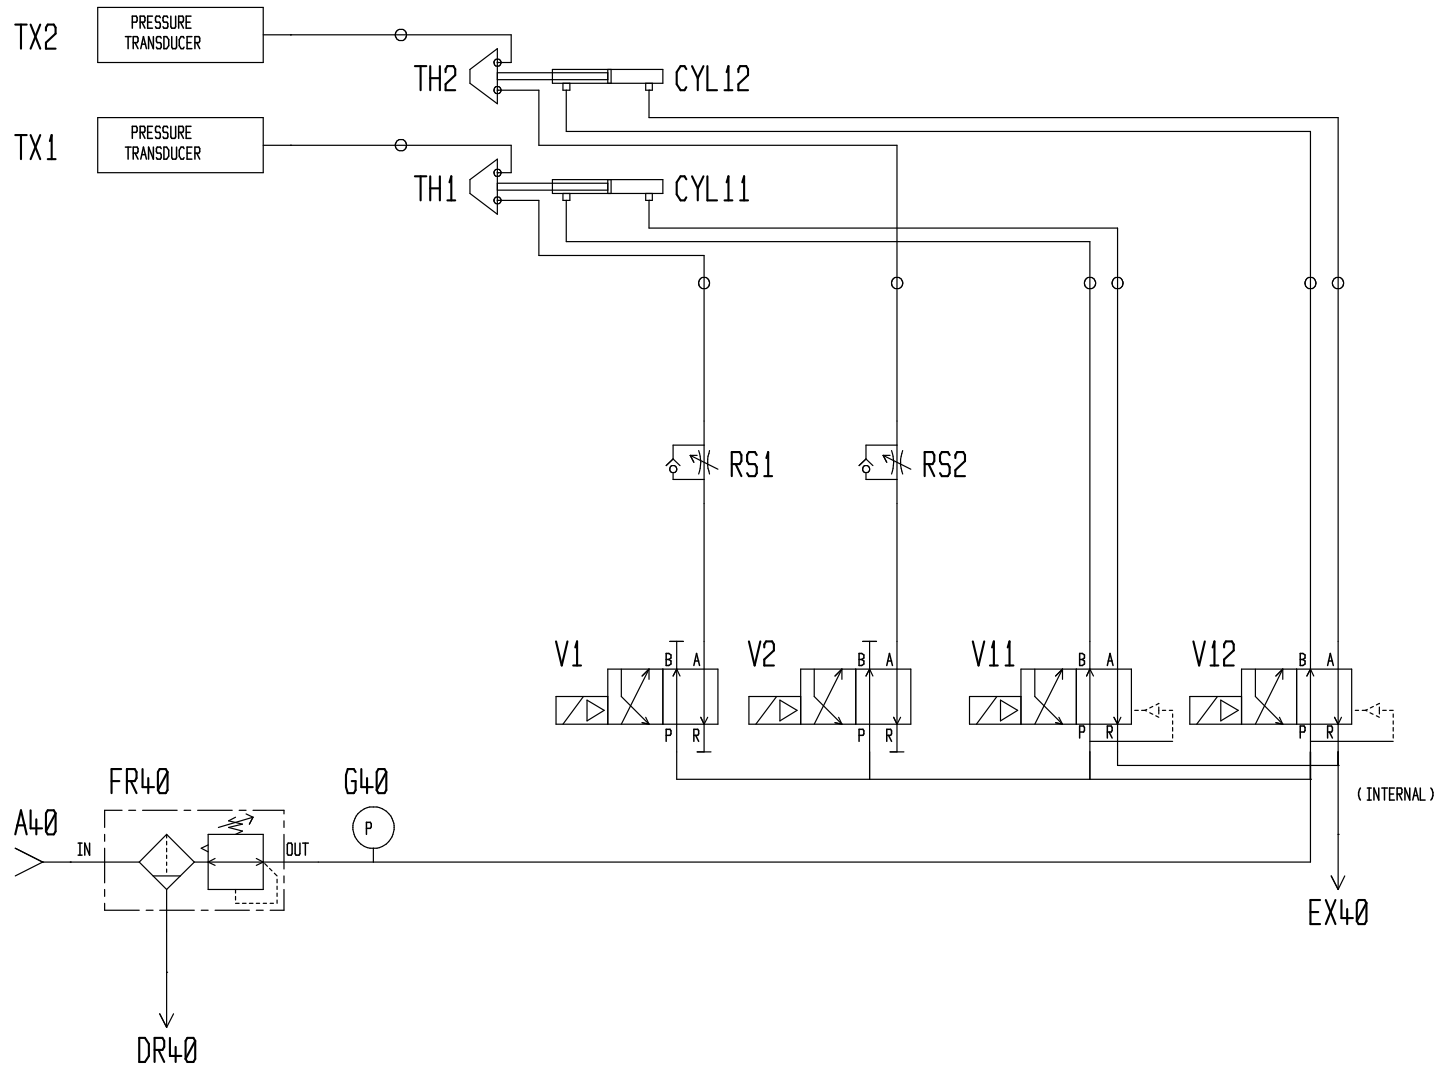 TX2
PRESSURE
TRANSDUCER
TH2
CYL12
TX1
PRESSURE
TRANSDUCER
TH1
CYL11
RS1
RS2
V1
B A
P R
V2
B A
P R
V11
B A
P R
V12
B A
P R
(INTERNAL)
FR40
G40
A40
IN
OUT
P
EX40
DR40